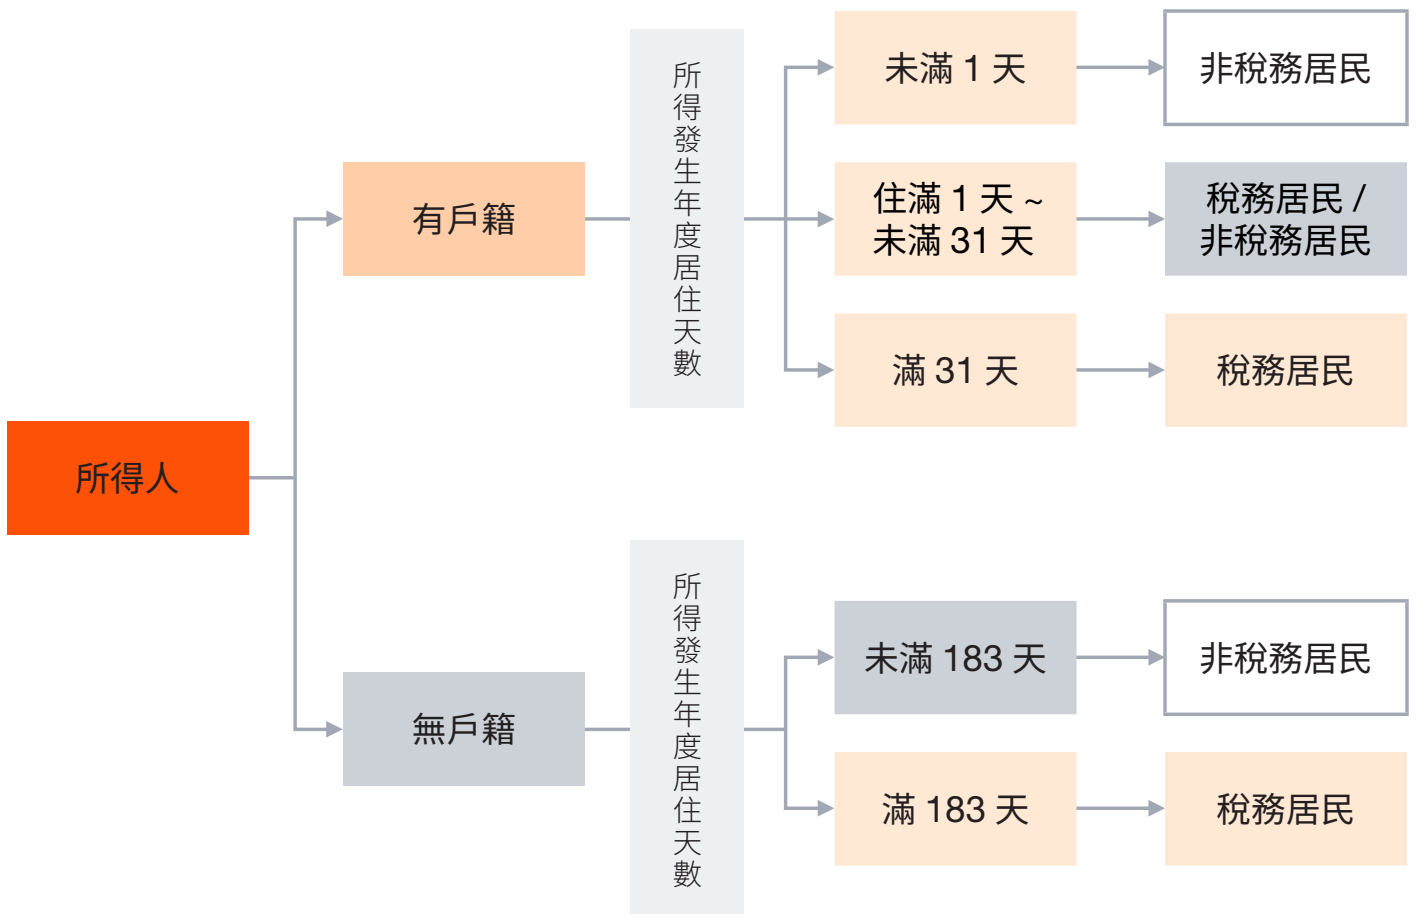 所得人
有戶籍
所得發生年度居住天數
未滿 1 天
非稅務居民
住滿 1 天 ~
未滿 31 天
稅務居民 /
非稅務居民
滿 31 天
稅務居民
無戶籍
所得發生年度居住天數
未滿 183 天
非稅務居民
滿 183 天
稅務居民